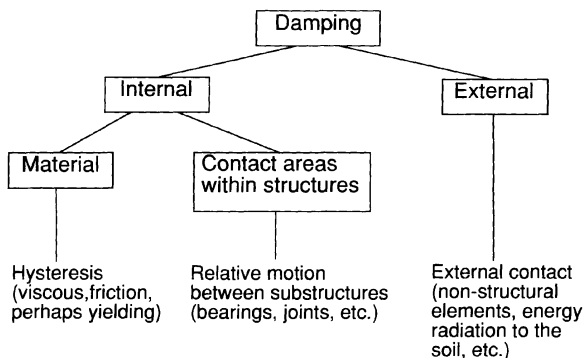 Damping
Internal
External
Material
Contact areas
within structures
Hysteresis
(viscous,friction,
perhaps yielding)
Relative motion
between substructures
(bearings, joints, etc.)
External contact
(non-structural
elements, energy
radiation to the
soil, etc.)